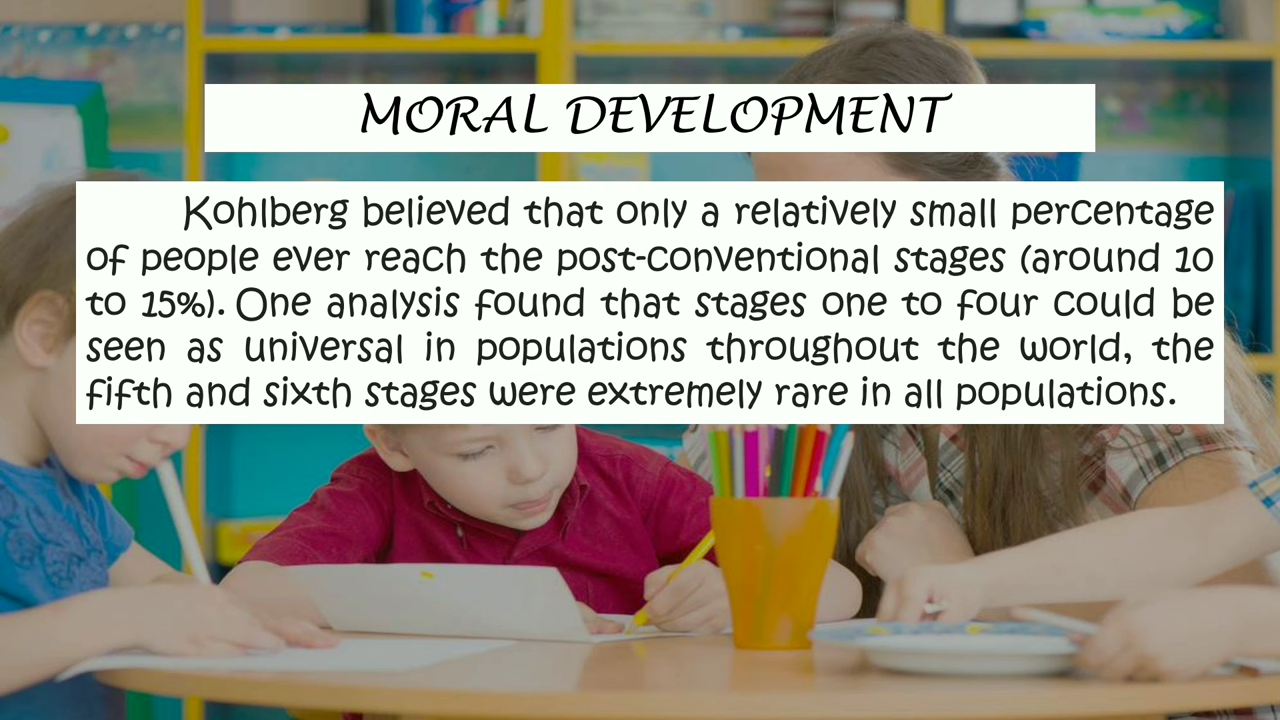 MORAL DEVELOPMENT
Kohlberg believed that only a relatively small percentage
of people ever reach the post-conventional stages (around 10
to 15%). One analysis found that stages one to four could be
seen as universal in populations throughout the world, the
fifth and sixth stages were extremely rare in all populations.